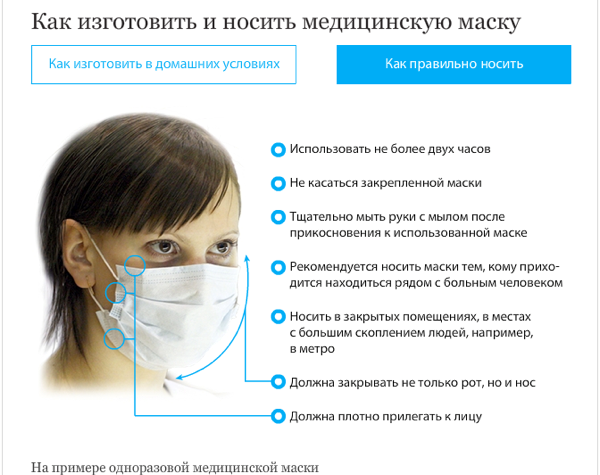 Как изготовить и носить медицинскую маску
Как изготовить в домашних условиях
Как правильно носить
Использовать не более двух часов
Не касаться закрепленной маски
Тщательно мыть руки с мылом после
прикосновения к использованной маске
Рекомендуется носить маски тем, кому прихо-
дится находиться рядом с больным человеком
Носить в закрытых помещениях, в местах
с большим скоплением людей, например,
в метро
Должна закрывать не только рот, но и нос
Должна плотно прилегать к лицу
На примере одноразовой медицинской маски